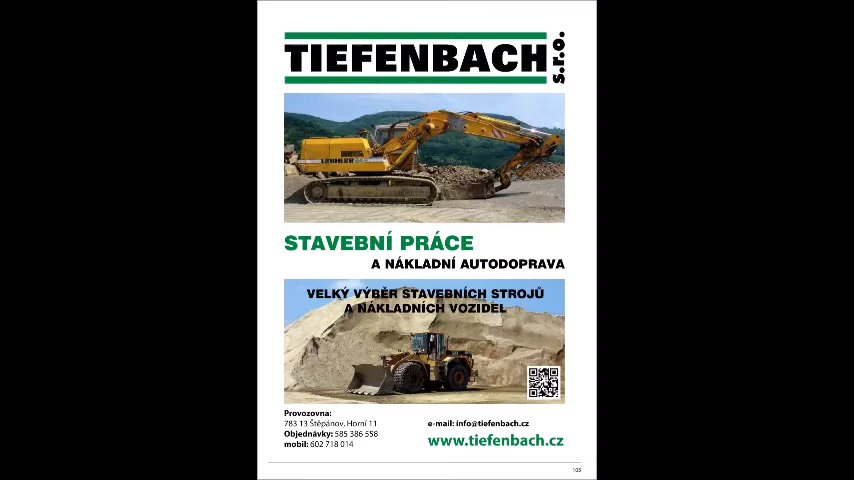 TIEFENBACH s.r.o.
LIEBHERR
STAVEBNÍ PRÁCE
A NÁKLADNÍ AUTODOPRAVA
VELKÝ VÝBĚR STAVEBNÍCH STROJŮ
A NÁKLADNÍCH VOZIDEL
Provozovna:
783 13 Štěpánov, Horní 11
Objednávky: 585 386 558
mobil: 602 718 014
e-mail: info@tiefenbach.cz
www.tiefenbach.cz
105